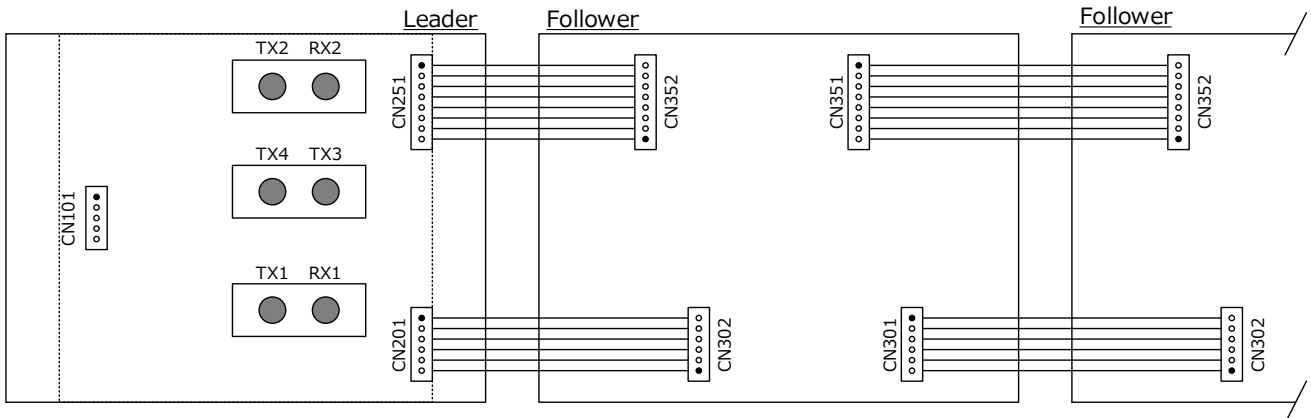 Leader
Follower
Follower
TX2 RX2
CN251
CN352
CN351
CN352
TX4 TX3
CN101
TX1 RX1
CN201
CN302
CN301
CN302